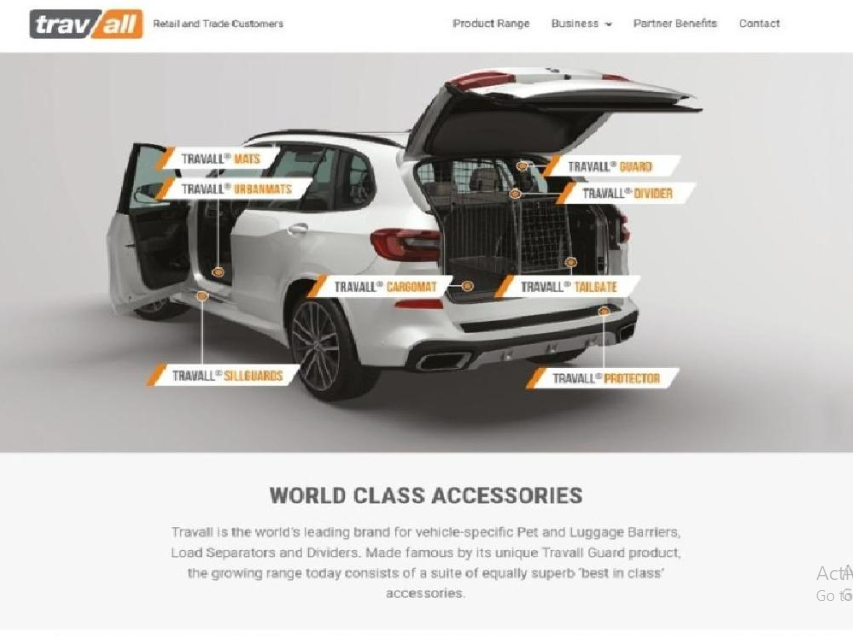 trav/all Retail and Trade Customers Product Range Business Partner Benefits Contact
TRAVALL® MATS
TRAVALL® GUARD
TRAVALL® URBANMATS
TRAVALL® DIVIDER
TRAVALL® CARGOMAT
TRAVALL® TAILGATE
TRAVALL® SILLGUARDS
TRAVALL® PROTECTOR
WORLD CLASS ACCESSORIES
Travall is the world's leading brand for vehicle-specific Pet and Luggage Barriers,
Load Separators and Dividers. Made famous by its unique Travall Guard product,
the growing range today consists of a suite of equally superb 'best in class'
accessories.
Go to